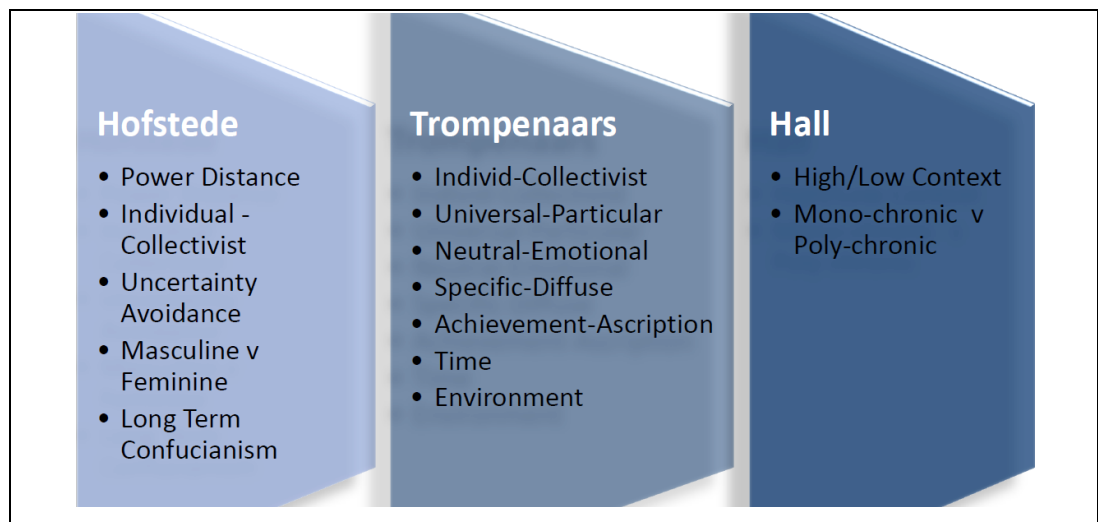 Hofstede
• Power Distance
• Individual -
Collectivist
• Uncertainty
Avoidance
• Masculine v
Feminine
• Long Term
Confucianism
Trompenaars
• Individ-Collectivist
• Universal-Particular
• Neutral-Emotional
• Specific-Diffuse
• Achievement-Ascription
• Time
• Environment
Hall
• High/Low Context
• Mono-chronic v
Poly-chronic